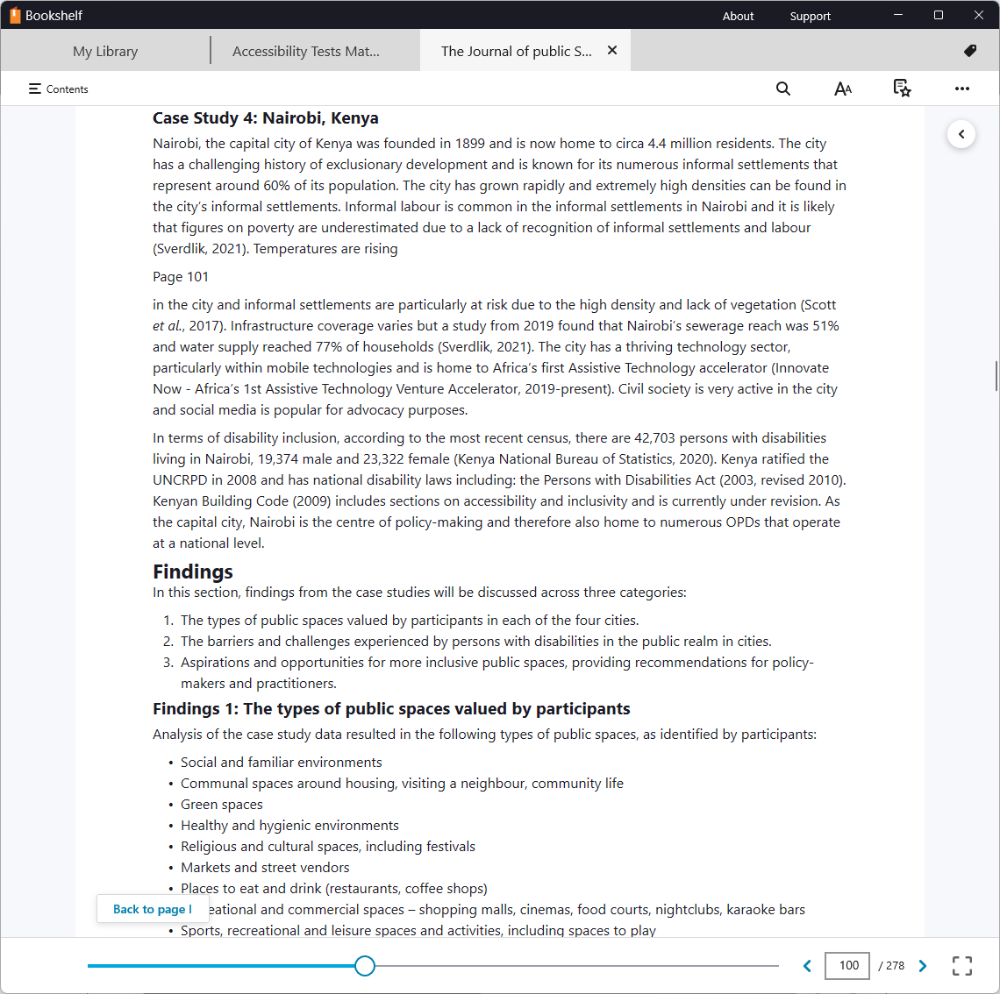 Bookshelf
About
Support
My Library
Accessibility Tests Mat...
The Journal of public S...
Contents
Case Study 4: Nairobi, Kenya
Nairobi, the capital city of Kenya was founded in 1899 and is now home to circa 4.4 million residents. The city
has a challenging history of exclusionary development and is known for its numerous informal settlements that
represent around 60% of its population. The city has grown rapidly and extremely high densities can be found in
the city's informal settlements. Informal labour is common in the informal settlements in Nairobi and it is likely
that figures on poverty are underestimated due to a lack of recognition of informal settlements and labour
(Sverdlik, 2021). Temperatures are rising
Page 101
in the city and informal settlements are particularly at risk due to the high density and lack of vegetation (Scott
et al., 2017). Infrastructure coverage varies but a study from 2019 found that Nairobi's sewerage reach was 51%
and water supply reached 77% of households (Sverdlik, 2021). The city has a thriving technology sector,
particularly within mobile technologies and is home to Africa's first Assistive Technology accelerator (Innovate
Now - Africa's 1st Assistive Technology Venture Accelerator, 2019-present). Civil society is very active in the city
and social media is popular for advocacy purposes.
In terms of disability inclusion, according to the most recent census, there are 42,703 persons with disabilities
living in Nairobi, 19,374 male and 23,322 female (Kenya National Bureau of Statistics, 2020). Kenya ratified the
UNCRPD in 2008 and has national disability laws including: the Persons with Disabilities Act (2003, revised 2010).
Kenyan Building Code (2009) includes sections on accessibility and inclusivity and is currently under revision. As
the capital city, Nairobi is the centre of policy-making and therefore also home to numerous OPDs that operate
at a national level.
Findings
In this section, findings from the case studies will be discussed across three categories:
1. The types of public spaces valued by participants in each of the four cities.
2. The barriers and challenges experienced by persons with disabilities in the public realm in cities.
3. Aspirations and opportunities for more inclusive public spaces, providing recommendations for policy-
makers and practitioners.
Findings 1: The types of public spaces valued by participants
Analysis of the case study data resulted in the following types of public spaces, as identified by participants:
• Social and familiar environments
• Communal spaces around housing, visiting a neighbour, community life
• Green spaces
• Healthy and hygienic environments
• Religious and cultural spaces, including festivals
• Markets and street vendors
• Places to eat and drink (restaurants, coffee shops)
Back to page I
eational and commercial spaces – shopping malls, cinemas, food courts, nightclubs, karaoke bars
• Sports, recreational and leisure spaces and activities, including spaces to play
100 / 278